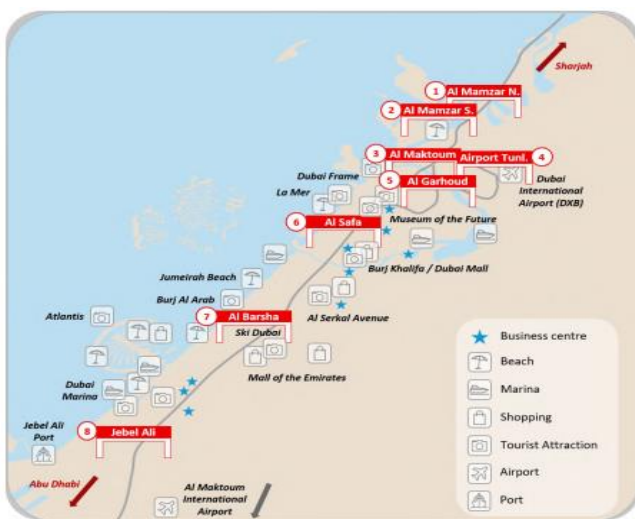 Sharjah
1 Al Mamzar N.
2 Al Mamzar S.
3 Al Maktoum
Airport Tunl. 4
5 Al Garhoud
Dubai
International
Airport (DXB)
Dubai Frame
La Mer
6 Al Safa
Museum of the Future
Burj Khalifa / Dubai Mall
Jumeirah Beach
Burj Al Arab
Al Serkal Avenue
Atlantis
7 Al Barsha
Ski Dubai
Mall of the Emirates
Dubai
Marina
Jebel Ali
Port
8 Jebel Ali
Abu Dhabi
Al Maktoum
International
Airport
Business centre
Beach
Marina
Shopping
Tourist Attraction
Airport
Port